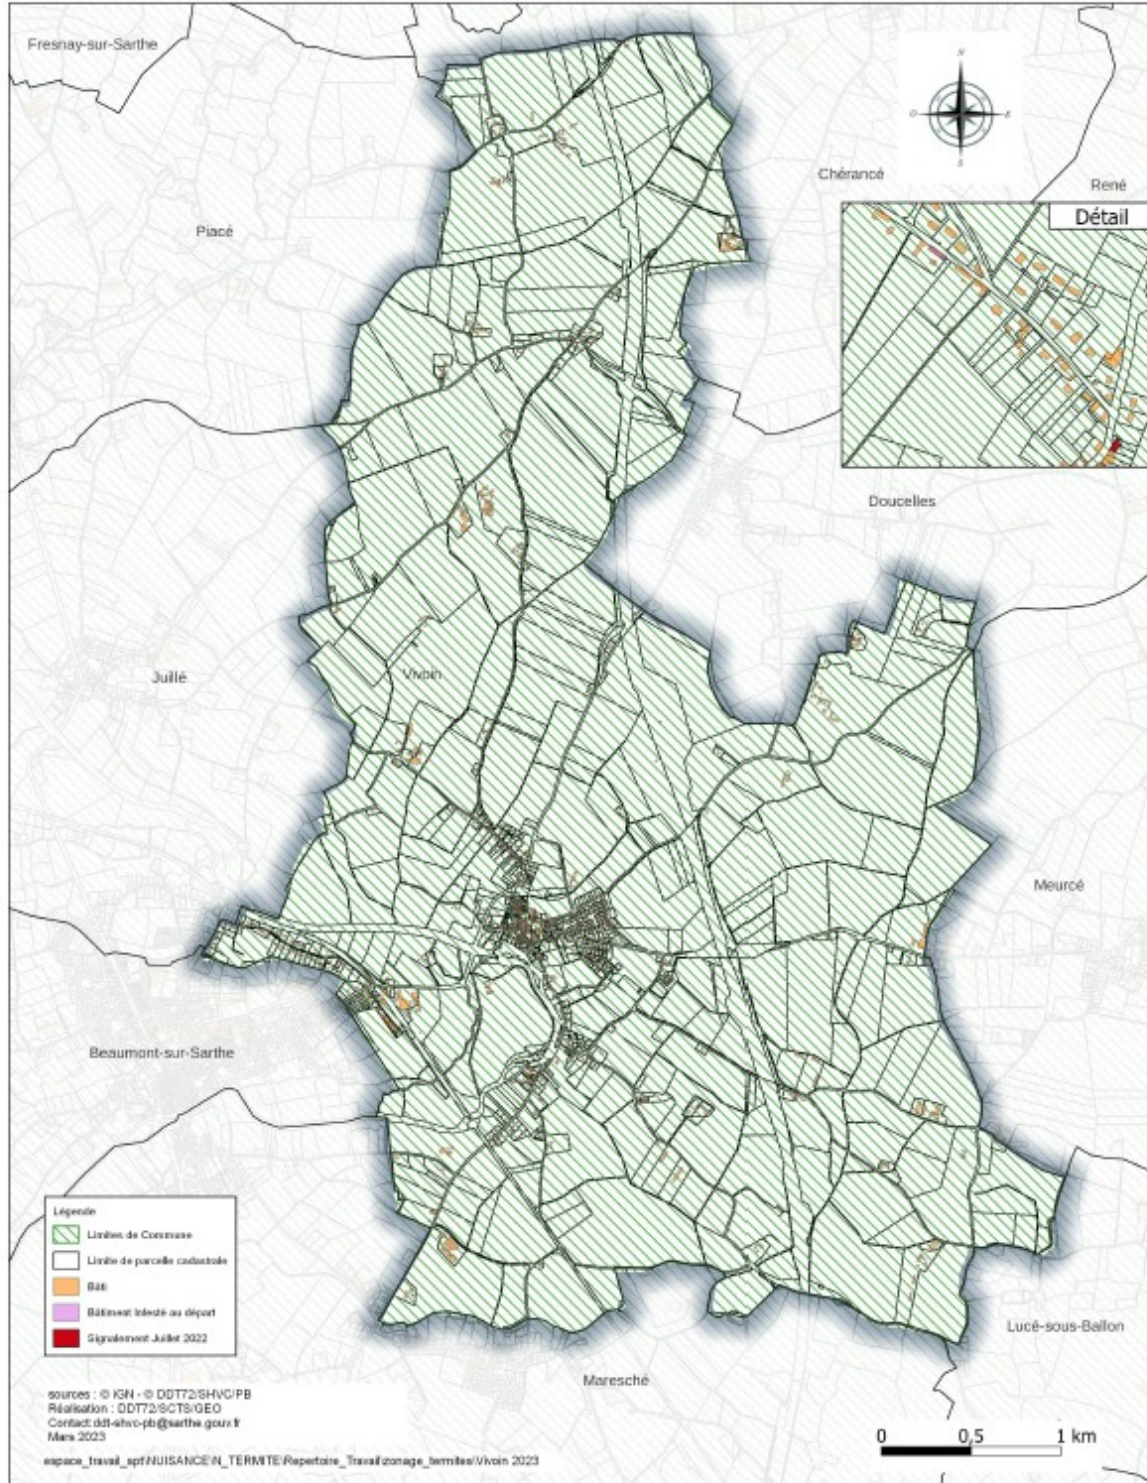 Fresnay-sur-Sarthe
N
O
E
S
Chérancé
René
Piacé
Détail
Doucelles
Juillé
Vivoin
Meurcé
Beaumont-sur-Sarthe
Légende
Limites de Commune
Limite de parcelle cadastrale
Bâti
Bâtiment Infesté au départ
Signalement Juillet 2022
Lucé-sous-Ballon
Maresché
sources : © IGN - © DDT72/SHVC/PB
Réalisation : DDT72/SCTS/GEO
Contact:ddt-shvc-pb@sarthe.gouv.fr
Mars 2023
0 0,5 1 km
espace_travail_spf\NUISANCE\N_TERMITE\Repertoire_Travail\zonage_termites\Vivoin 2023